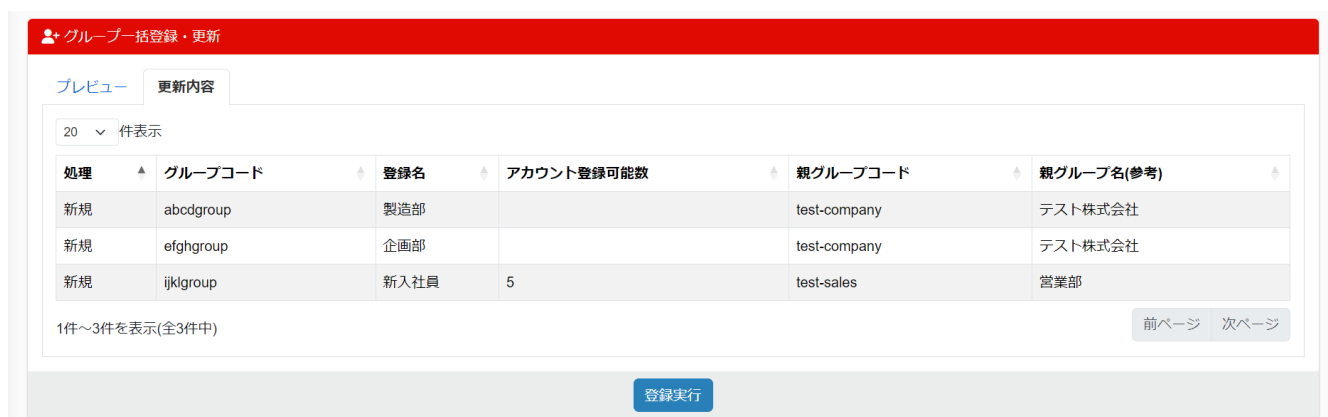 グループ一括登録・更新
プレビュー 更新内容
20 件表示
処理 グループコード 登録名 アカウント登録可能数 親グループコード 親グループ名(参考)
新規 abcdgroup 製造部 test-company テスト株式会社
新規 efghgroup 企画部 test-company テスト株式会社
新規 ijklgroup 新入社員 5 test-sales 営業部
1件～3件を表示(全3件中) 前ページ 次ページ
登録実行